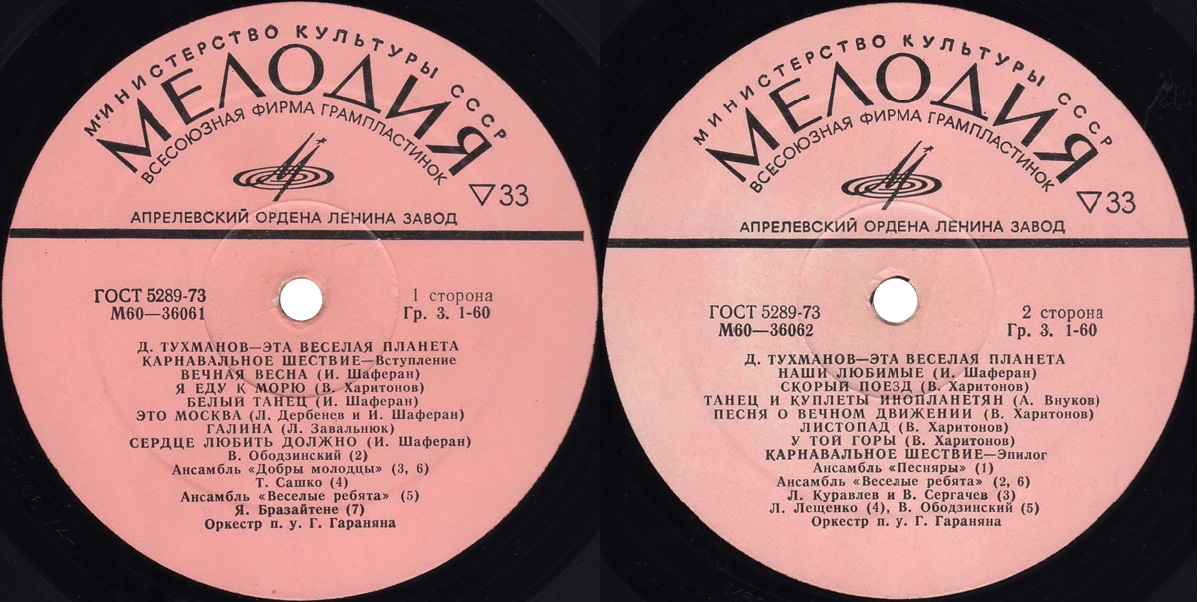 МИНИСТЕРСТВО КУЛЬТУРЫ СССР
МЕЛОДИЯ
ВСЕСОЮЗНАЯ ФИРМА ГРАМПЛАСТИНОК
▽33
АПРЕЛЕВСКИЙ ОРДЕНА ЛЕНИНА ЗАВОД
ГОСТ 5289-73
М60—36061
1 сторона
Гр. 3. 1-60
Д. ТУХМАНОВ—ЭТА ВЕСЕЛАЯ ПЛАНЕТА
КАРНАВАЛЬНОЕ ШЕСТВИЕ—Вступление
ВЕЧНАЯ ВЕСНА (И. Шаферан)
Я ЕДУ К МОРЮ (В. Харитонов)
БЕЛЫЙ ТАНЕЦ (И. Шаферан)
ЭТО МОСКВА (Л. Дербенев и И. Шаферан)
ГАЛИНА (Л. Завальнюк)
СЕРДЦЕ ЛЮБИТЬ ДОЛЖНО (И. Шаферан)
В. Ободзинский (2)
Ансамбль «Добры молодцы» (3, 6)
Т. Сашко (4)
Ансамбль «Веселые ребята» (5)
Я. Бразайтене (7)
Оркестр п. у. Г. Гараняна
МИНИСТЕРСТВО КУЛЬТУРЫ СССР
МЕЛОДИЯ
ВСЕСОЮЗНАЯ ФИРМА ГРАМПЛАСТИНОК
▽33
АПРЕЛЕВСКИЙ ОРДЕНА ЛЕНИНА ЗАВОД
ГОСТ 5289-73
М60—36062
2 сторона
Гр. 3. 1-60
Д. ТУХМАНОВ—ЭТА ВЕСЕЛАЯ ПЛАНЕТА
НАШИ ЛЮБИМЫЕ (И. Шаферан)
СКОРЫЙ ПОЕЗД (В. Харитонов)
ТАНЕЦ И КУПЛЕТЫ ИНОПЛАНЕТЯН (А. Внуков)
ПЕСНЯ О ВЕЧНОМ ДВИЖЕНИИ (В. Харитонов)
ЛИСТОПАД (В. Харитонов)
У ТОЙ ГОРЫ (В. Харитонов)
КАРНАВАЛЬНОЕ ШЕСТВИЕ—Эпилог
Ансамбль «Песняры» (1)
Ансамбль «Веселые ребята» (2, 6)
Л. Куравлев и В. Сергачев (3)
Л. Лещенко (4), В. Ободзинский (5)
Оркестр п. у. Г. Гараняна